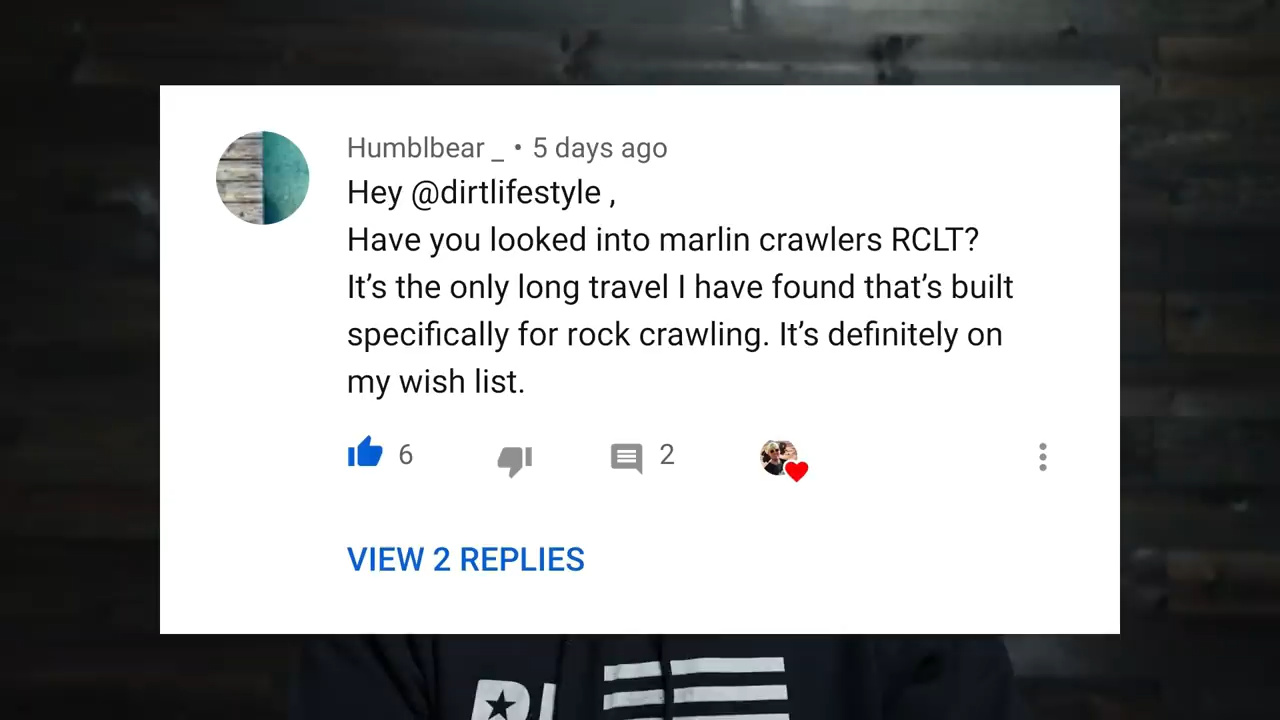 Humblbear _ • 5 days ago
Hey @dirtlifestyle ,
Have you looked into marlin crawlers RCLT?
It’s the only long travel I have found that’s built
specifically for rock crawling. It’s definitely on
my wish list.
6
2
VIEW 2 REPLIES